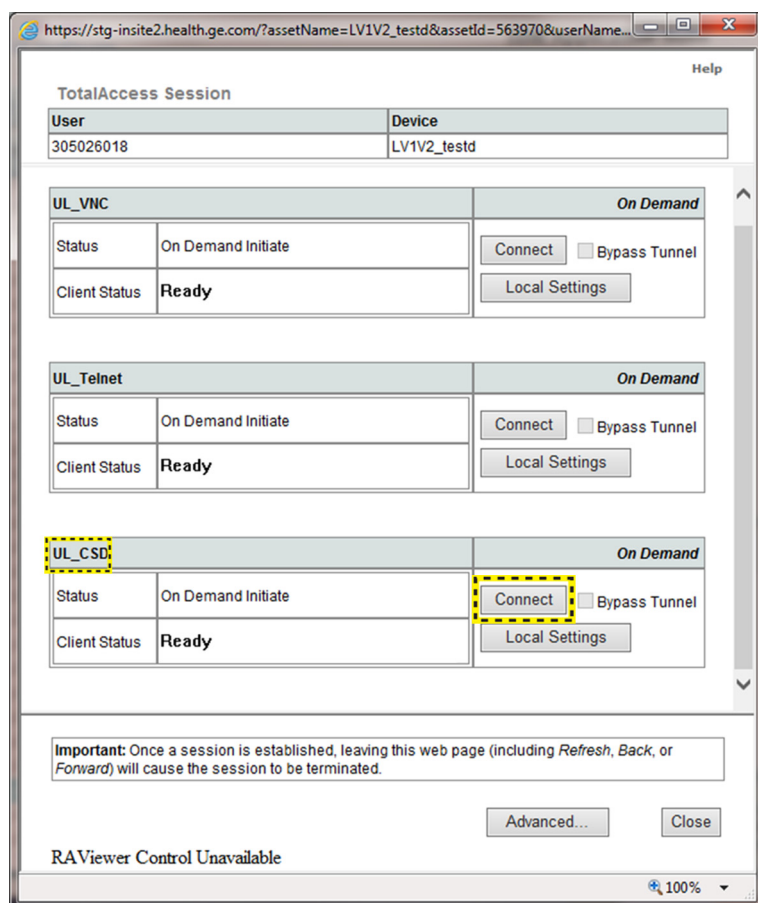 https://stg-insite2.health.ge.com/?assetName=LV1V2_testd&assetId=563970&userName...
Help
TotalAccess Session
User Device
305026018 LV1V2_testd
UL_VNC On Demand
Status On Demand Initiate Connect Bypass Tunnel
Client Status Ready Local Settings
UL_Telnet On Demand
Status On Demand Initiate Connect Bypass Tunnel
Client Status Ready Local Settings
UL_CSD On Demand
Status On Demand Initiate Connect Bypass Tunnel
Client Status Ready Local Settings
Important: Once a session is established, leaving this web page (including Refresh, Back, or
Forward) will cause the session to be terminated.
Advanced... Close
RAViewer Control Unavailable
100%